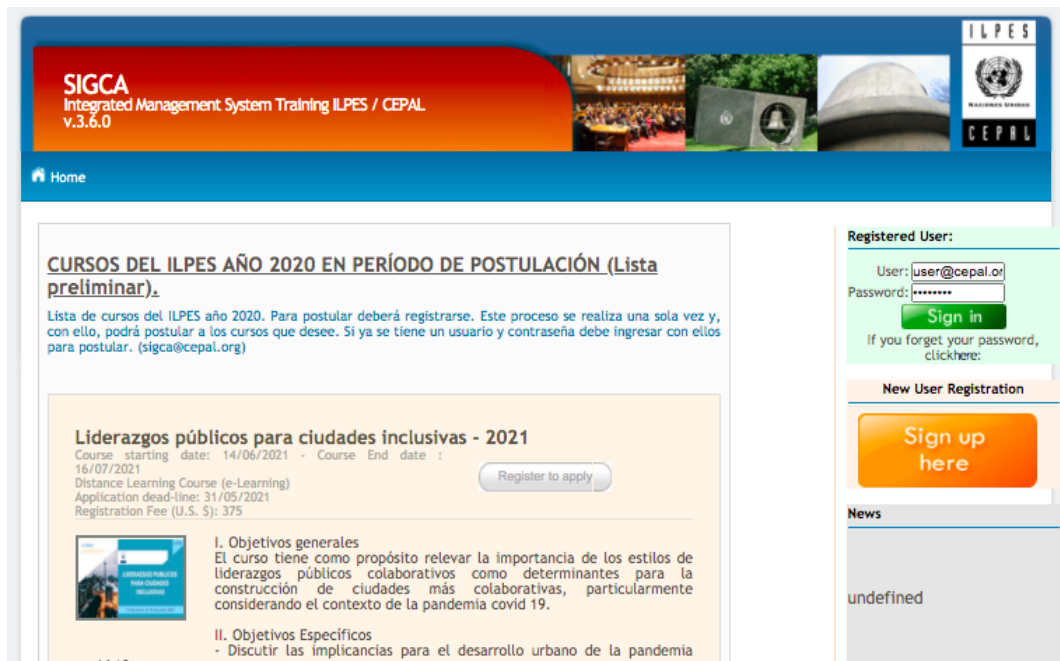 ILPES
SIGCA
Integrated Management System Training ILPES / CEPAL
v.3.6.0
NACIONES UNIDAS
CEPAL
Home
CURSOS DEL ILPES AÑO 2020 EN PERÍODO DE POSTULACIÓN (Lista
preliminar).
Lista de cursos del ILPES año 2020. Para postular deberá registrarse. Este proceso se realiza una sola vez y,
con ello, podrá postular a los cursos que desee. Si ya se tiene un usuario y contraseña debe ingresar con ellos
para postular. (sigca@cepal.org)
Liderazgos públicos para ciudades inclusivas - 2021
Course starting date: 14/06/2021 - Course End date :
16/07/2021
Distance Learning Course (e-Learning)
Application dead-line: 31/05/2021
Registration Fee (U.S. $): 375
Register to apply
LIDERAZGOS PÚBLICOS
PARA CIUDADES
INCLUSIVAS
I. Objetivos generales
El curso tiene como propósito relevar la importancia de los estilos de
liderazgos públicos colaborativos como determinantes para la
construcción de ciudades más colaborativas, particularmente
considerando el contexto de la pandemia covid 19.
II. Objetivos Específicos
- Discutir las implicancias para el desarrollo urbano de la pandemia
Registered User:
User: user@cepal.or
Password: ••••••••
Sign in
If you forget your password,
clickhere:
New User Registration
Sign up
here
News
undefined